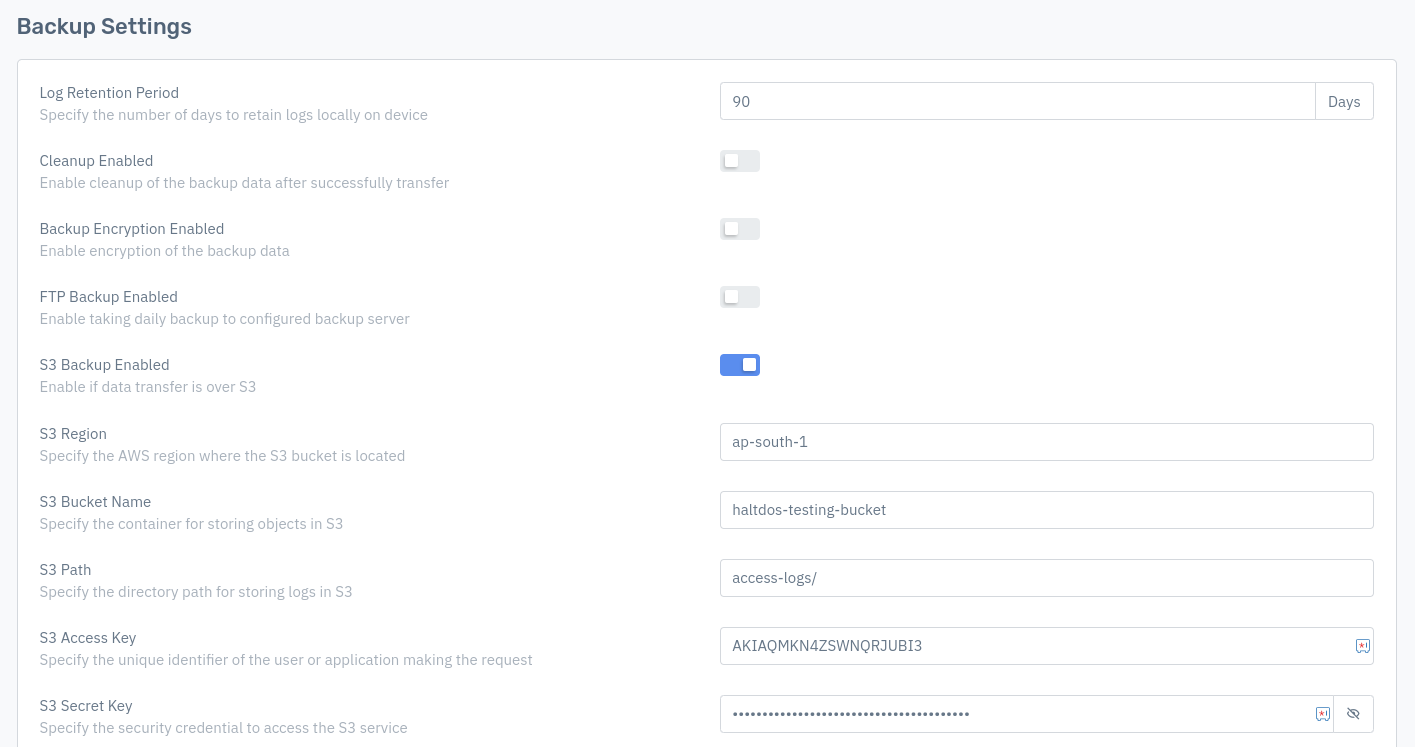 Backup Settings
Log Retention Period
Specify the number of days to retain logs locally on device
90
Days
Cleanup Enabled
Enable cleanup of the backup data after successfully transfer
Backup Encryption Enabled
Enable encryption of the backup data
FTP Backup Enabled
Enable taking daily backup to configured backup server
S3 Backup Enabled
Enable if data transfer is over S3
S3 Region
Specify the AWS region where the S3 bucket is located
ap-south-1
S3 Bucket Name
Specify the container for storing objects in S3
haltdos-testing-bucket
S3 Path
Specify the directory path for storing logs in S3
access-logs/
S3 Access Key
Specify the unique identifier of the user or application making the request
AKIAQMKN4ZSWNQRJUBI3
S3 Secret Key
Specify the security credential to access the S3 service
••••••••••••••••••••••••••••••••••••••••